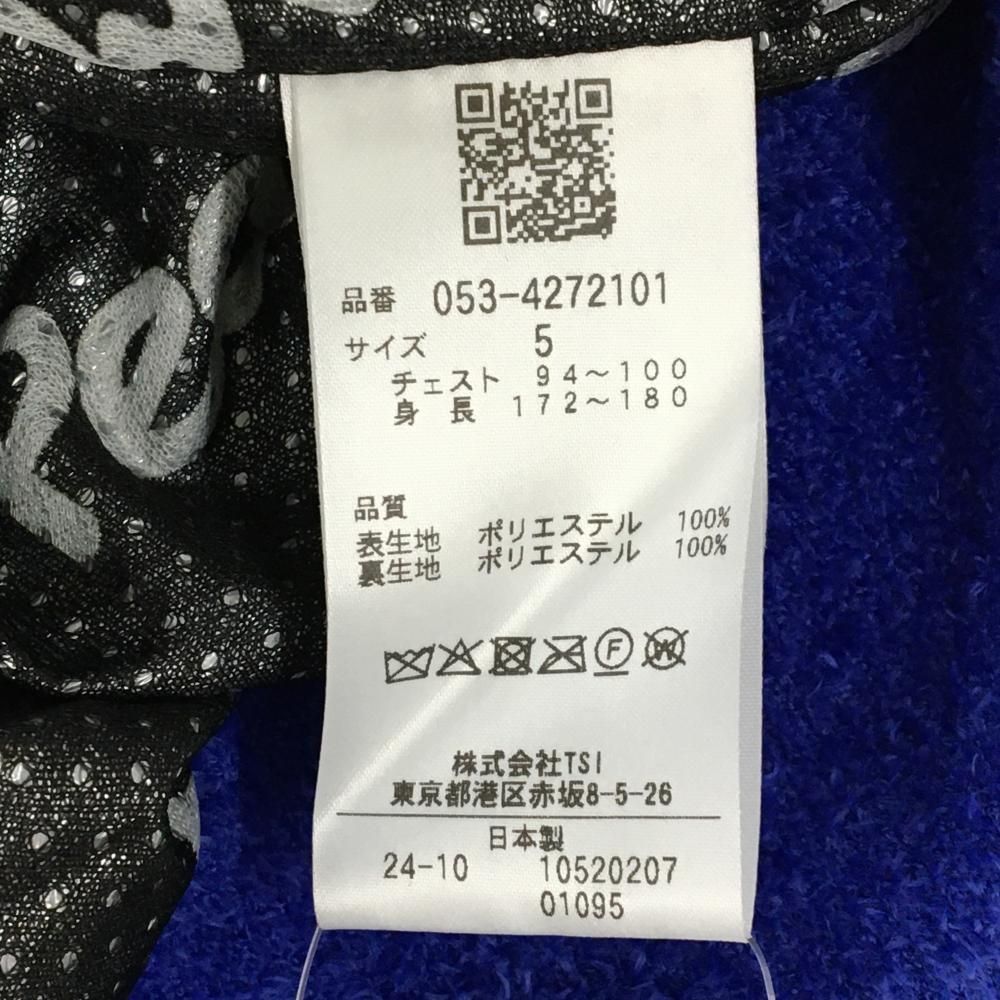 品番 053-4272101
サイズ 5
チェスト 94～100
身長 172～180
品質
表生地 ポリエステル 100%
裏生地 ポリエステル 100%
F W
株式会社TSI
東京都港区赤坂8-5-26
日本製
24-10 10520207
01095